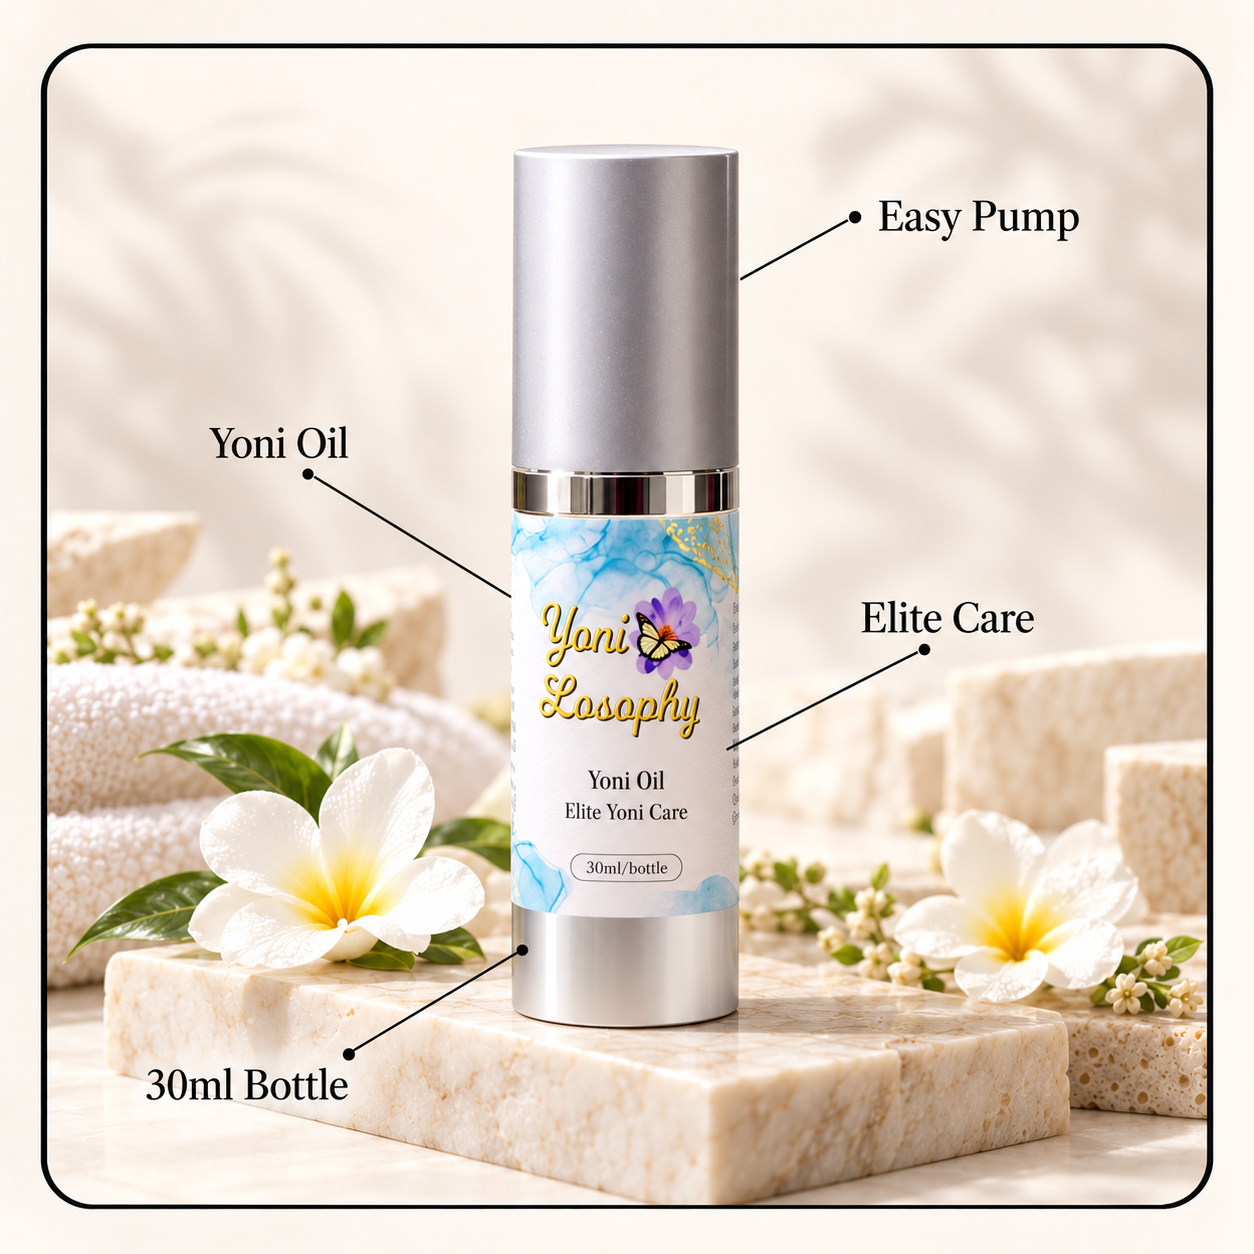 Easy Pump
Yoni Oil
Yoni
Losophy
Elite Care
Yoni Oil
Elite Yoni Care
30ml/bottle
30ml Bottle